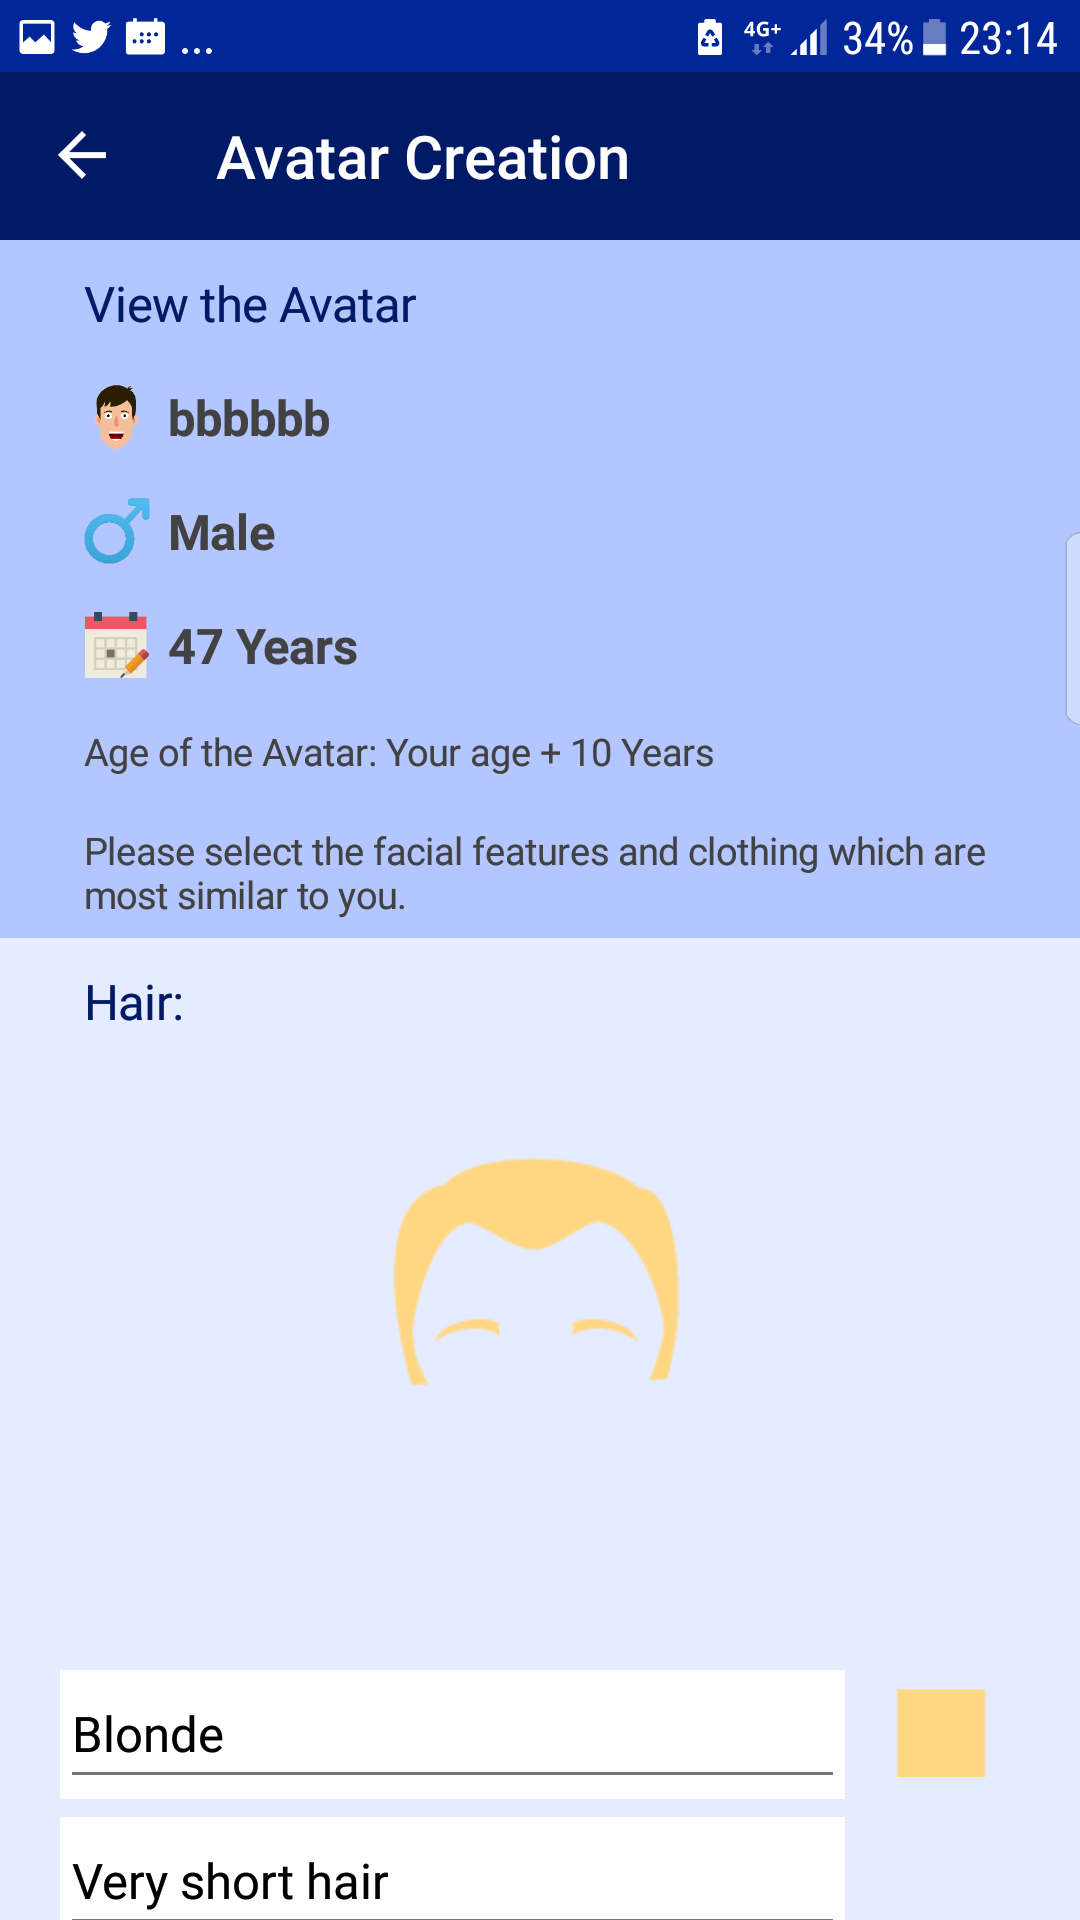 ... 4G+ 34% 23:14
Avatar Creation
View the Avatar
bbbbbb
Male
47 Years
Age of the Avatar: Your age + 10 Years
Please select the facial features and clothing which are
most similar to you.
Hair:
Blonde
Very short hair